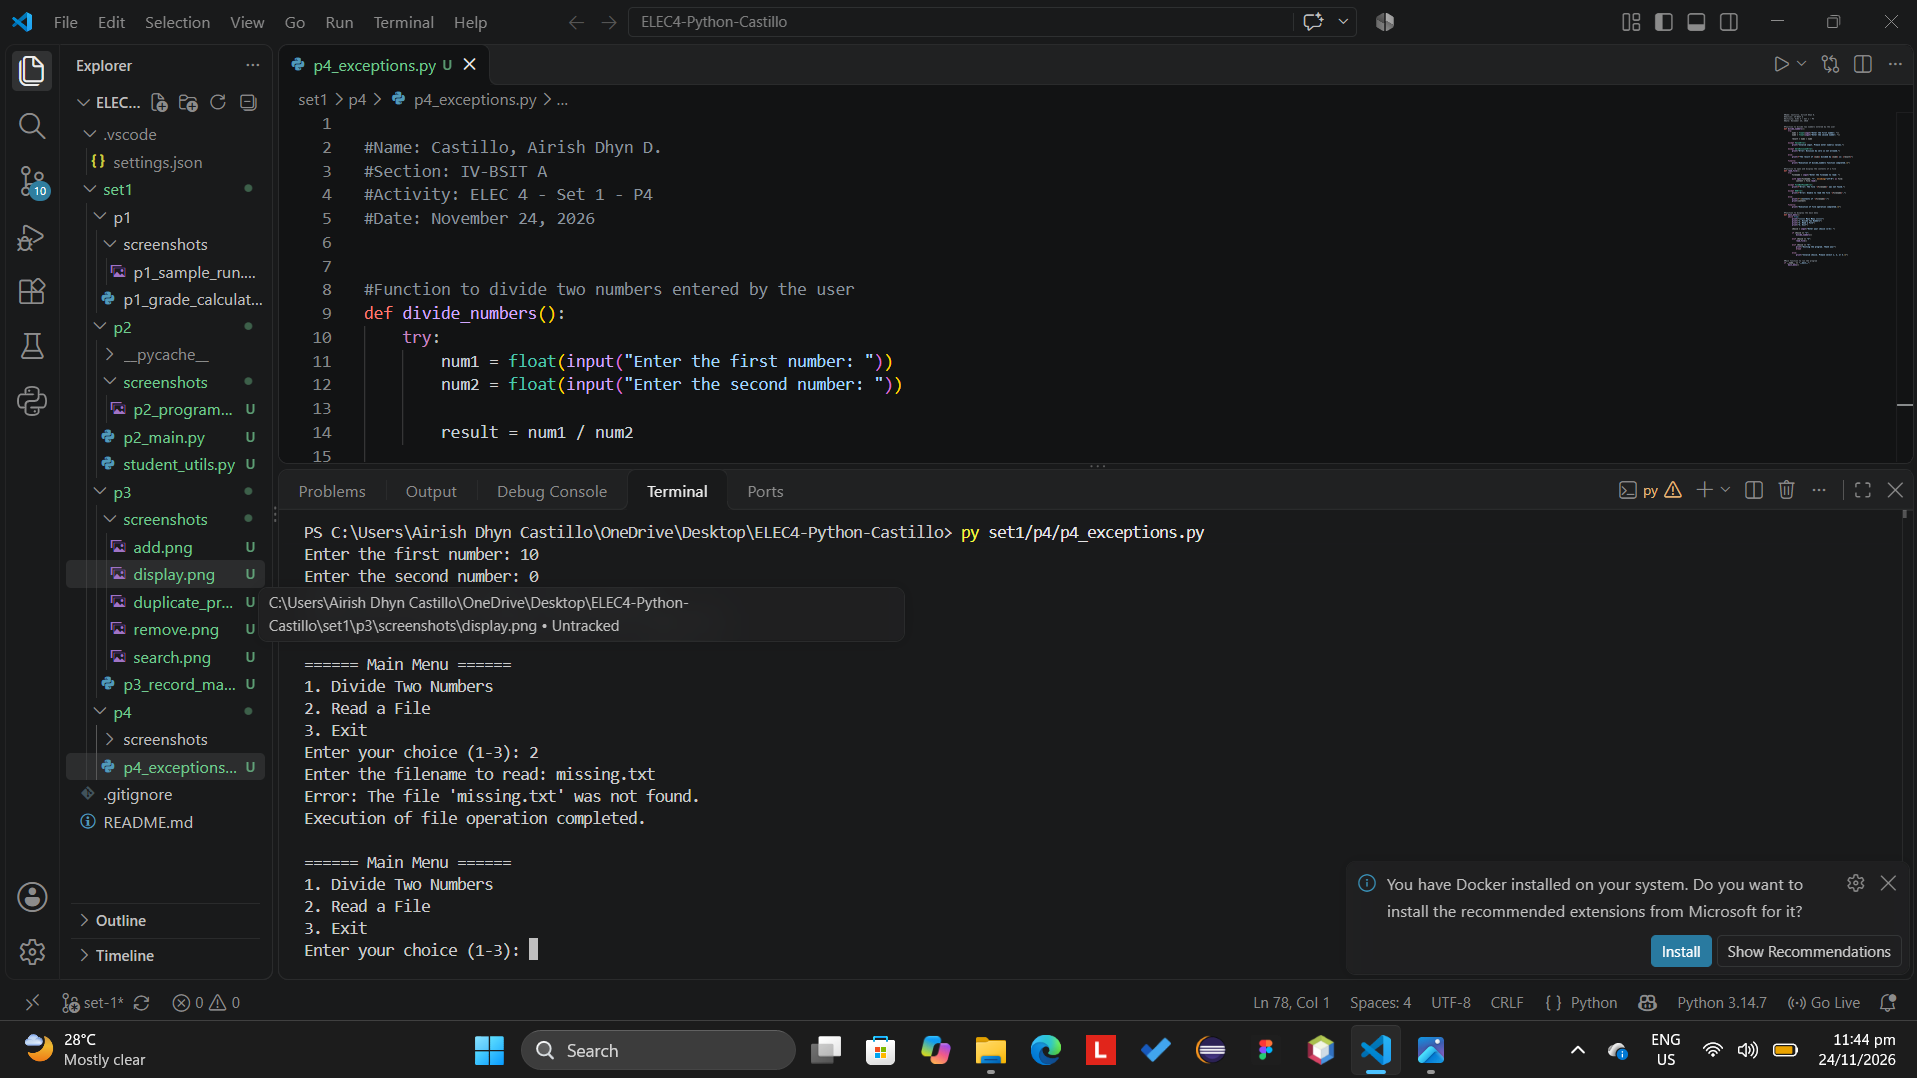 File Edit Selection View Go Run Terminal Help
ELEC4-Python-Castillo
Explorer
ELEC...
.vscode
settings.json
set1
p1
screenshots
p1_sample_run....
p1_grade_calculat...
p2
__pycache__
screenshots
p2_program... U
p2_main.py U
student_utils.py U
p3
screenshots
add.png U
display.png U
duplicate_pr... U
remove.png U
search.png U
p3_record_ma... U
p4
screenshots
p4_exceptions... U
.gitignore
README.md
Outline
Timeline
10
p4_exceptions.py U
set1 > p4 > p4_exceptions.py > ...
1
2 #Name: Castillo, Airish Dhyn D.
3 #Section: IV-BSIT A
4 #Activity: ELEC 4 - Set 1 - P4
5 #Date: November 24, 2026
6
7
8 #Function to divide two numbers entered by the user
9 def divide_numbers():
10 try:
11 num1 = float(input("Enter the first number: "))
12 num2 = float(input("Enter the second number: "))
13
14 result = num1 / num2
15
Problems Output Debug Console Terminal Ports
py
PS C:\Users\Airish Dhyn Castillo\OneDrive\Desktop\ELEC4-Python-Castillo> py set1/p4/p4_exceptions.py
Enter the first number: 10
Enter the second number: 0
C:\Users\Airish Dhyn Castillo\OneDrive\Desktop\ELEC4-Python-
Castillo\set1\p3\screenshots\display.png • Untracked
====== Main Menu ======
1. Divide Two Numbers
2. Read a File
3. Exit
Enter your choice (1-3): 2
Enter the filename to read: missing.txt
Error: The file 'missing.txt' was not found.
Execution of file operation completed.
====== Main Menu ======
1. Divide Two Numbers
2. Read a File
3. Exit
Enter your choice (1-3):
You have Docker installed on your system. Do you want to
install the recommended extensions from Microsoft for it?
Install Show Recommendations
set-1* 0 0
Ln 78, Col 1 Spaces: 4 UTF-8 CRLF { } Python Python 3.14.7 Go Live
28°C
Mostly clear
Search
L
ENG
US
11:44 pm
24/11/2026